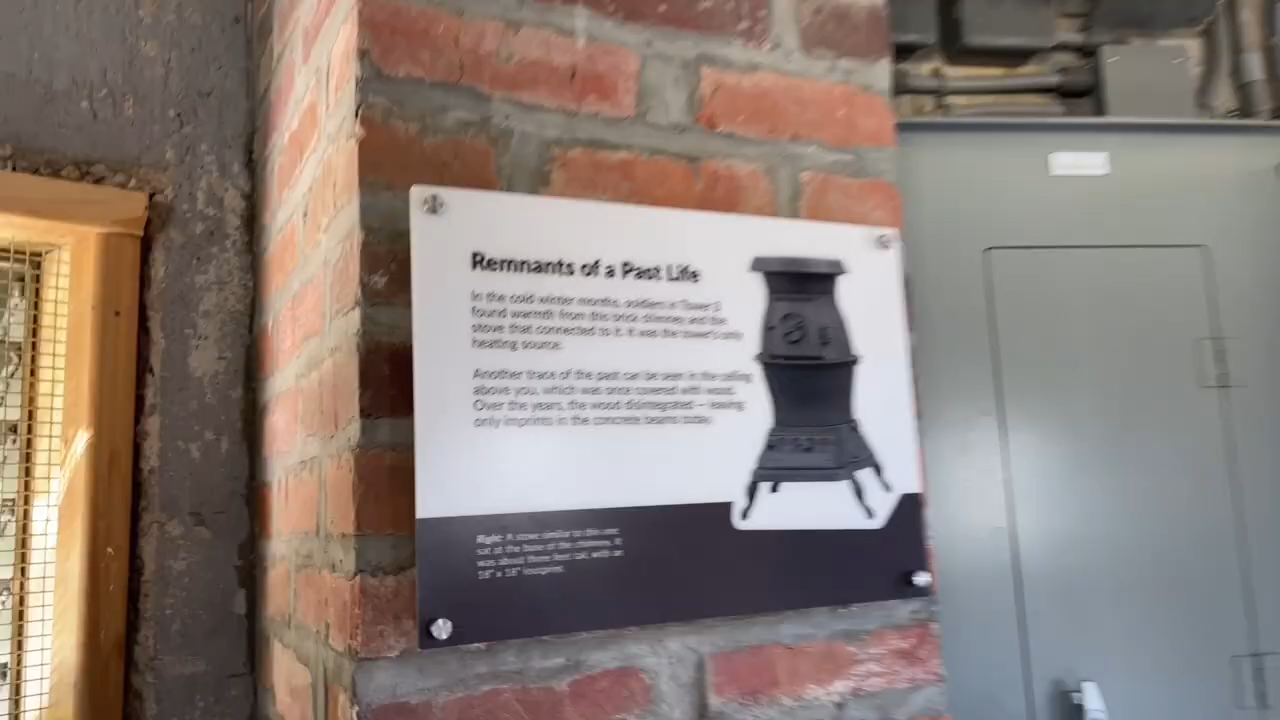 Remnants of a Past Life
In the cold winter months, soldiers in Tower 3
found warmth from this brick chimney and the
stove that connected to it. It was the tower's only
heating source.
Another trace of the past can be seen in the ceiling
above you, which was once covered with wood.
Over the years, the wood disintegrated – leaving
only imprints in the concrete beams today.
Right: A stove similar to this one
sat at the base of the chimney. It
was about three feet tall, with an
18" x 18" footprint.